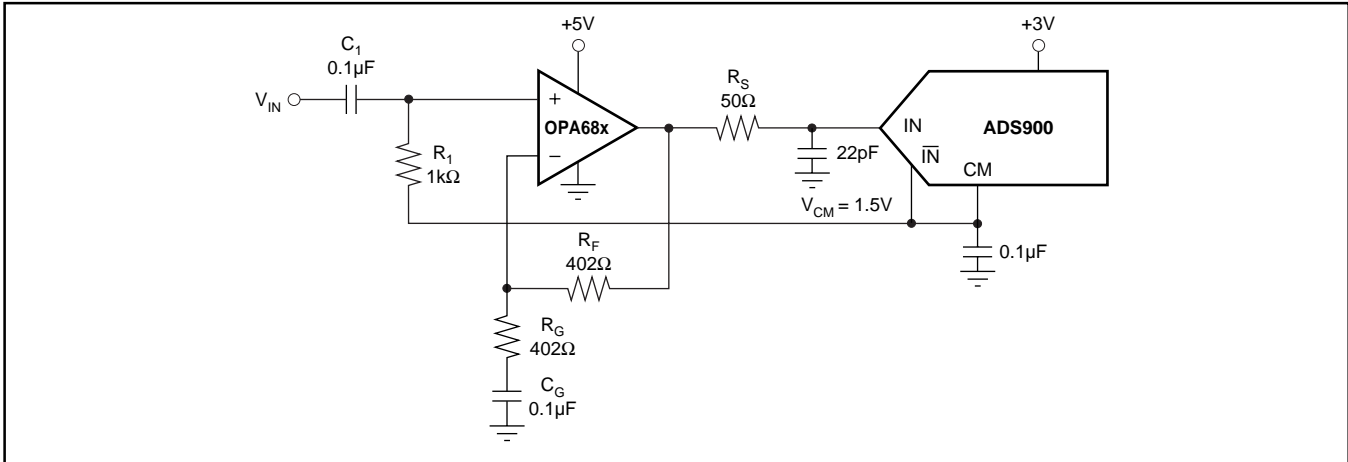 +5V
+3V
C1
0.1µF
RS
50Ω
VIN
+
OPA68x
−
IN
ADS900
IN
CM
22pF
R1
1kΩ
VCM = 1.5V
0.1µF
RF
402Ω
RG
402Ω
CG
0.1µF